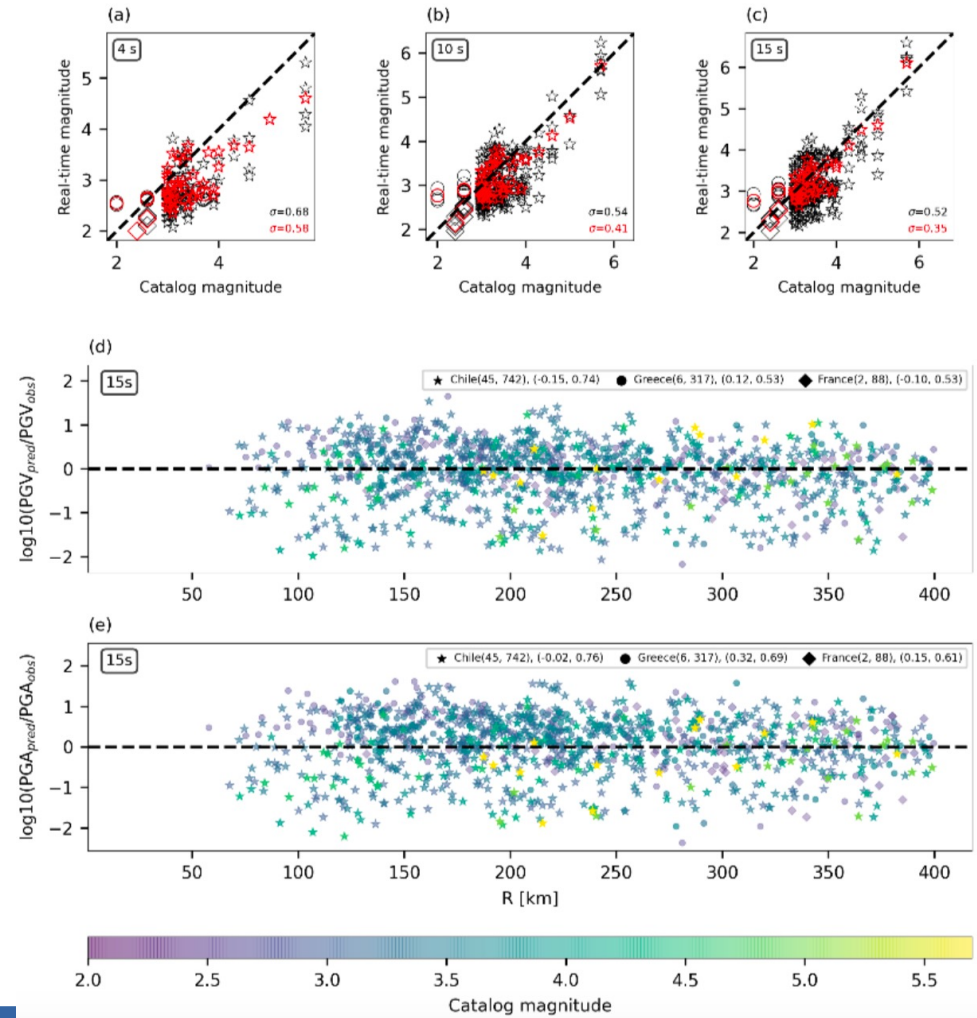 (a)
(b)
(c)
4 s
10 s
15 s
Real-time magnitude
Real-time magnitude
Real-time magnitude
5
4
3
2
6
5
4
3
2
6
5
4
3
2
σ=0.68
σ=0.58
σ=0.54
σ=0.41
σ=0.52
σ=0.35
2 4
2 4 6
2 4 6
Catalog magnitude
Catalog magnitude
Catalog magnitude
(d)
15s
Chile(45, 742), (-0.15, 0.74) Greece(6, 317), (0.12, 0.53) France(2, 88), (-0.10, 0.53)
log10(PGVpred/PGVobs)
2
1
0
−1
−2
50 100 150 200 250 300 350 400
(e)
15s
Chile(45, 742), (-0.02, 0.76) Greece(6, 317), (0.32, 0.69) France(2, 88), (0.15, 0.61)
log10(PGApred/PGAobs)
2
1
0
−1
−2
50 100 150 200 250 300 350 400
R [km]
2.0 2.5 3.0 3.5 4.0 4.5 5.0 5.5
Catalog magnitude